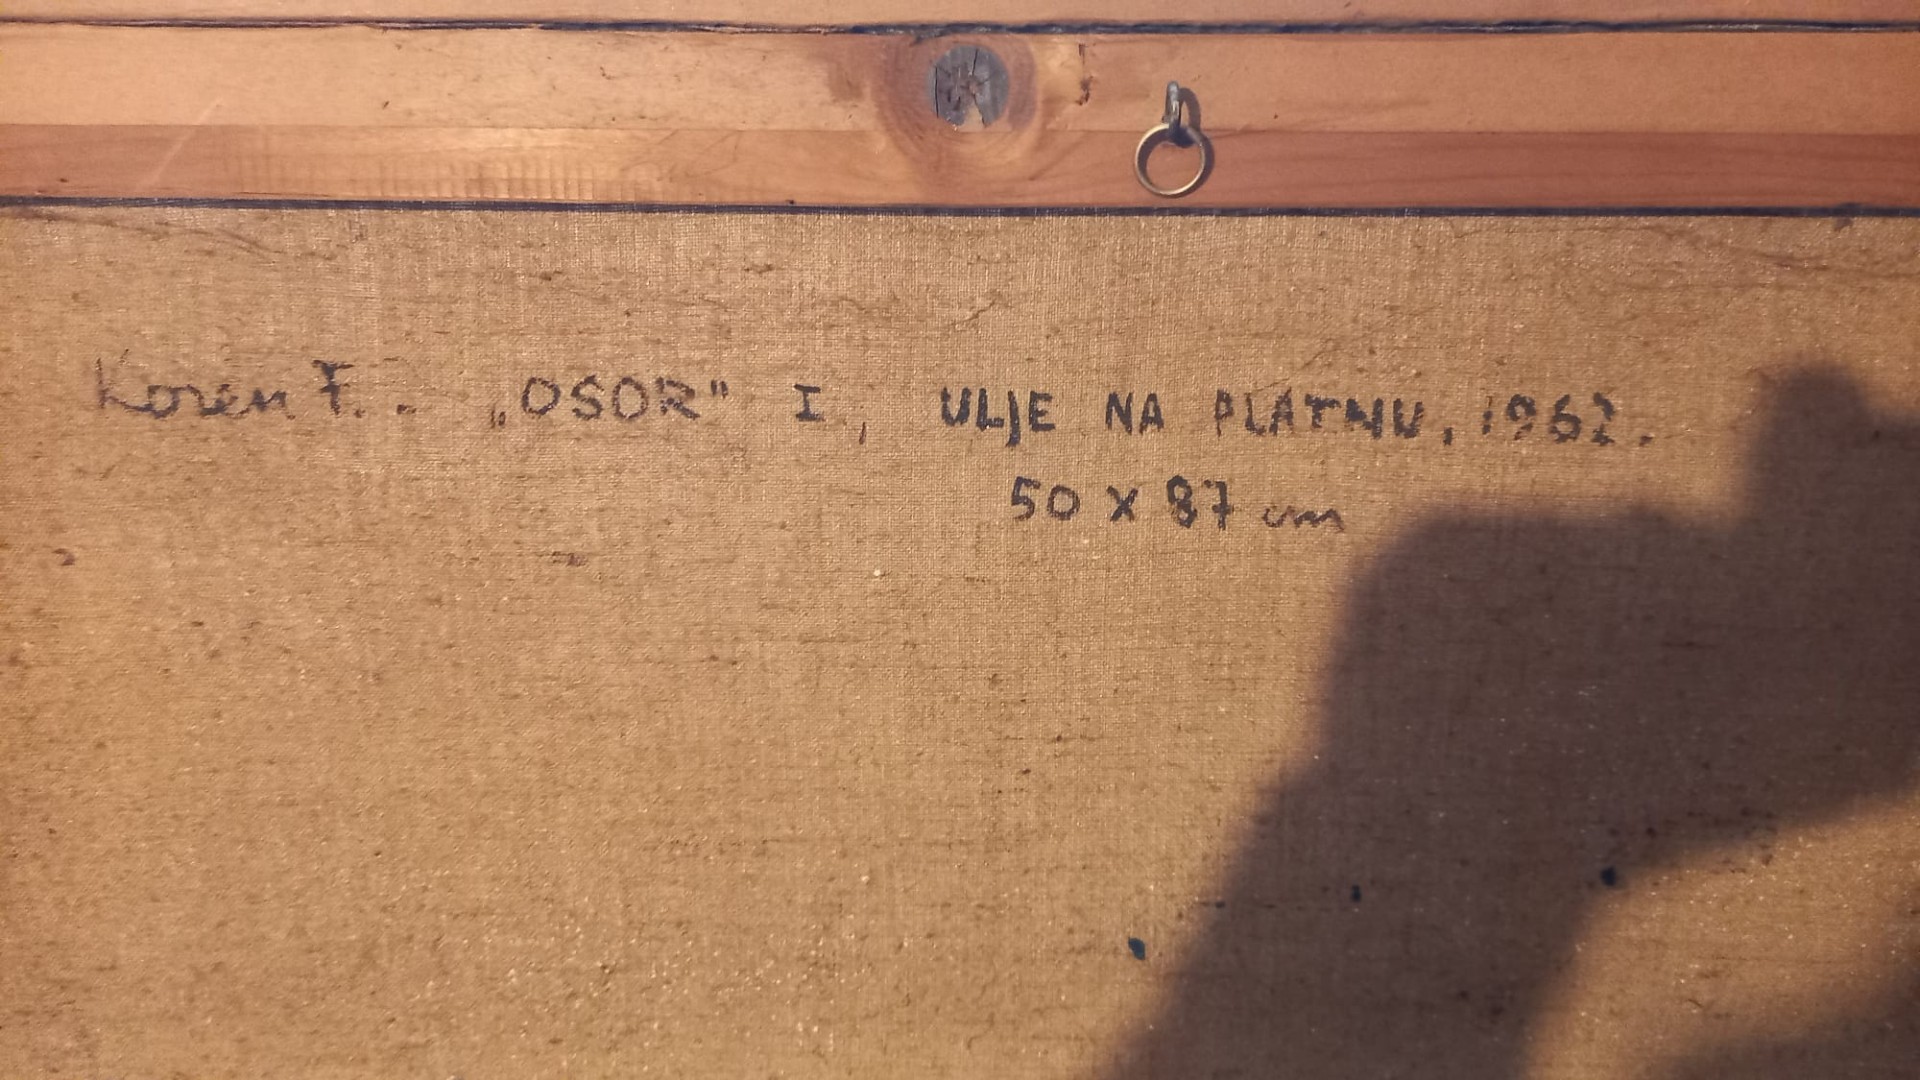 Koren F. - „OSOR" I, ULJE NA PLATNU, 1962.
50 x 87 cm